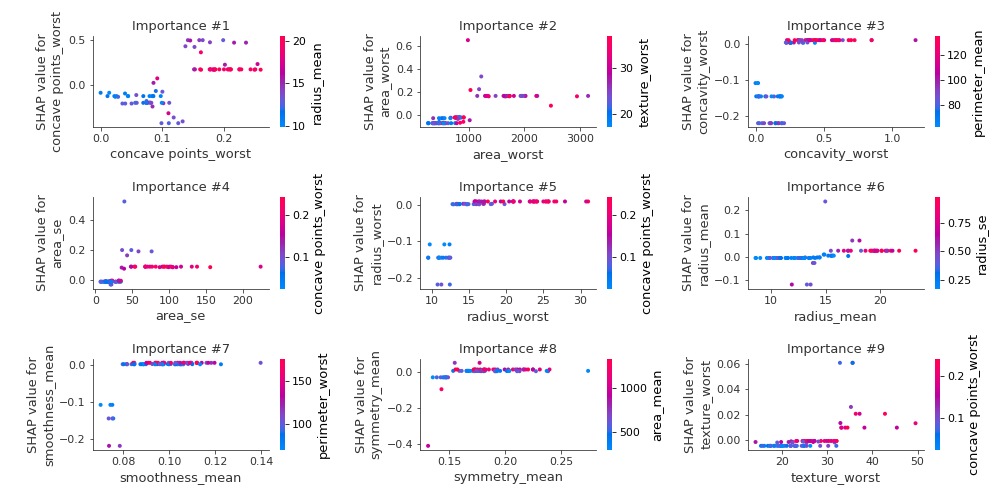 Importance #1
SHAP value for
concave points_worst
0.5
0.0
0.0
0.1
0.2
concave points_worst
20
15
10
radius_mean
Importance #2
SHAP value for
area_worst
0.6
0.4
0.2
0.0
1000
2000
3000
area_worst
30
20
texture_worst
Importance #3
SHAP value for
concavity_worst
0.0
−0.1
−0.2
0.0
0.5
1.0
concavity_worst
120
100
80
perimeter_mean
Importance #4
SHAP value for
area_se
0.4
0.2
0.0
0
50
100
150
200
area_se
0.2
0.1
concave points_worst
Importance #5
SHAP value for
radius_worst
0.0
−0.1
−0.2
10
15
20
25
30
radius_worst
0.2
0.1
concave points_worst
Importance #6
SHAP value for
radius_mean
0.2
0.1
0.0
−0.1
10
15
20
radius_mean
0.75
0.50
0.25
radius_se
Importance #7
SHAP value for
smoothness_mean
0.0
−0.2
0.08
0.10
0.12
0.14
smoothness_mean
150
100
perimeter_worst
Importance #8
SHAP value for
symmetry_mean
0.0
−0.2
−0.4
0.15
0.20
0.25
symmetry_mean
1000
500
area_mean
Importance #9
SHAP value for
texture_worst
0.06
0.04
0.02
0.00
20
30
40
50
texture_worst
0.2
0.1
concave points_worst